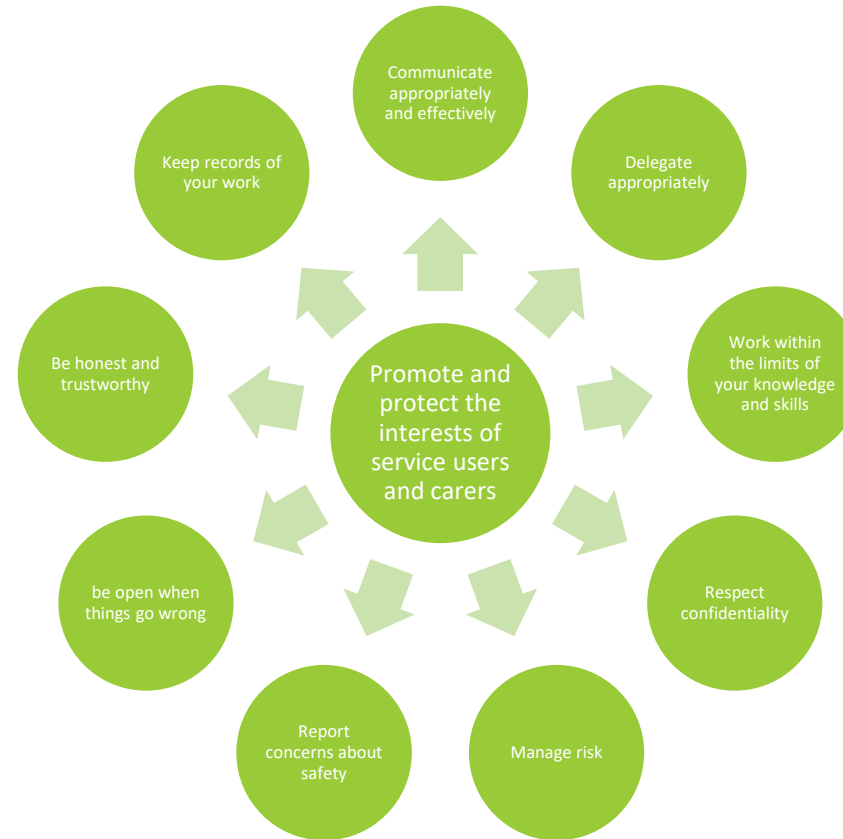 Communicate
appropriately
and effectively
Delegate
appropriately
Work within
the limits of
your knowledge
and skills
Respect
confidentiality
Manage risk
Report
concerns about
safety
be open when
things go wrong
Be honest and
trustworthy
Keep records of
your work
Promote and
protect the
interests of
service users
and carers